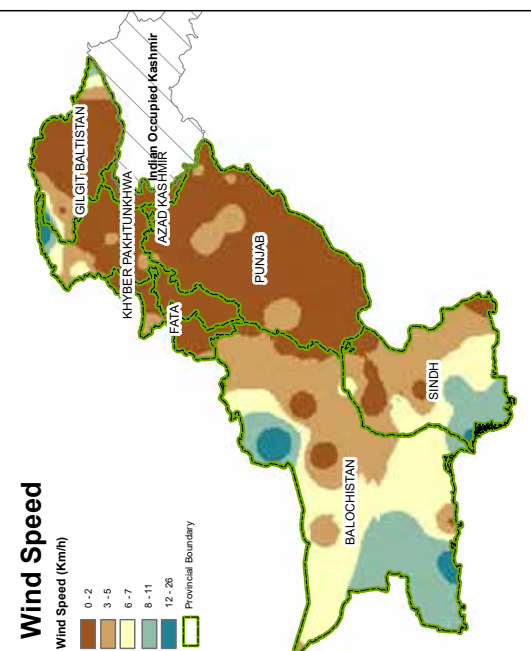 Wind Speed
Wind Speed (Km/h)
0 - 2
3 - 5
6 - 7
8 - 11
12 - 26
Provincial Boundary
GILGIT BALTISTAN
KHYBER PAKHTUNKHWA
Indian Occupied Kashmir
AZAD KASHMIR
FATA
PUNJAB
BALOCHISTAN
SINDH